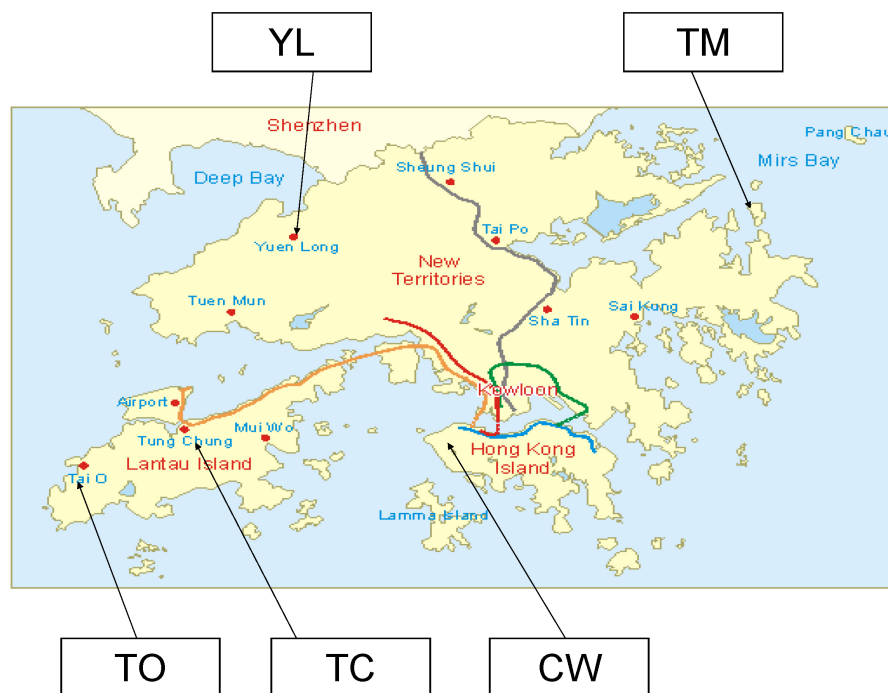 YL
TM
Shenzhen
Pang Chau
Mirs Bay
Deep Bay
Sheung Shui
Yuen Long
Tai Po
New
Territories
Tuen Mun
Sha Tin
Sai Kung
Kowloon
Airport
Tung Chung
Mui Wo
Lantau Island
Hong Kong
Island
Tai O
Lamma Island
TO
TC
CW